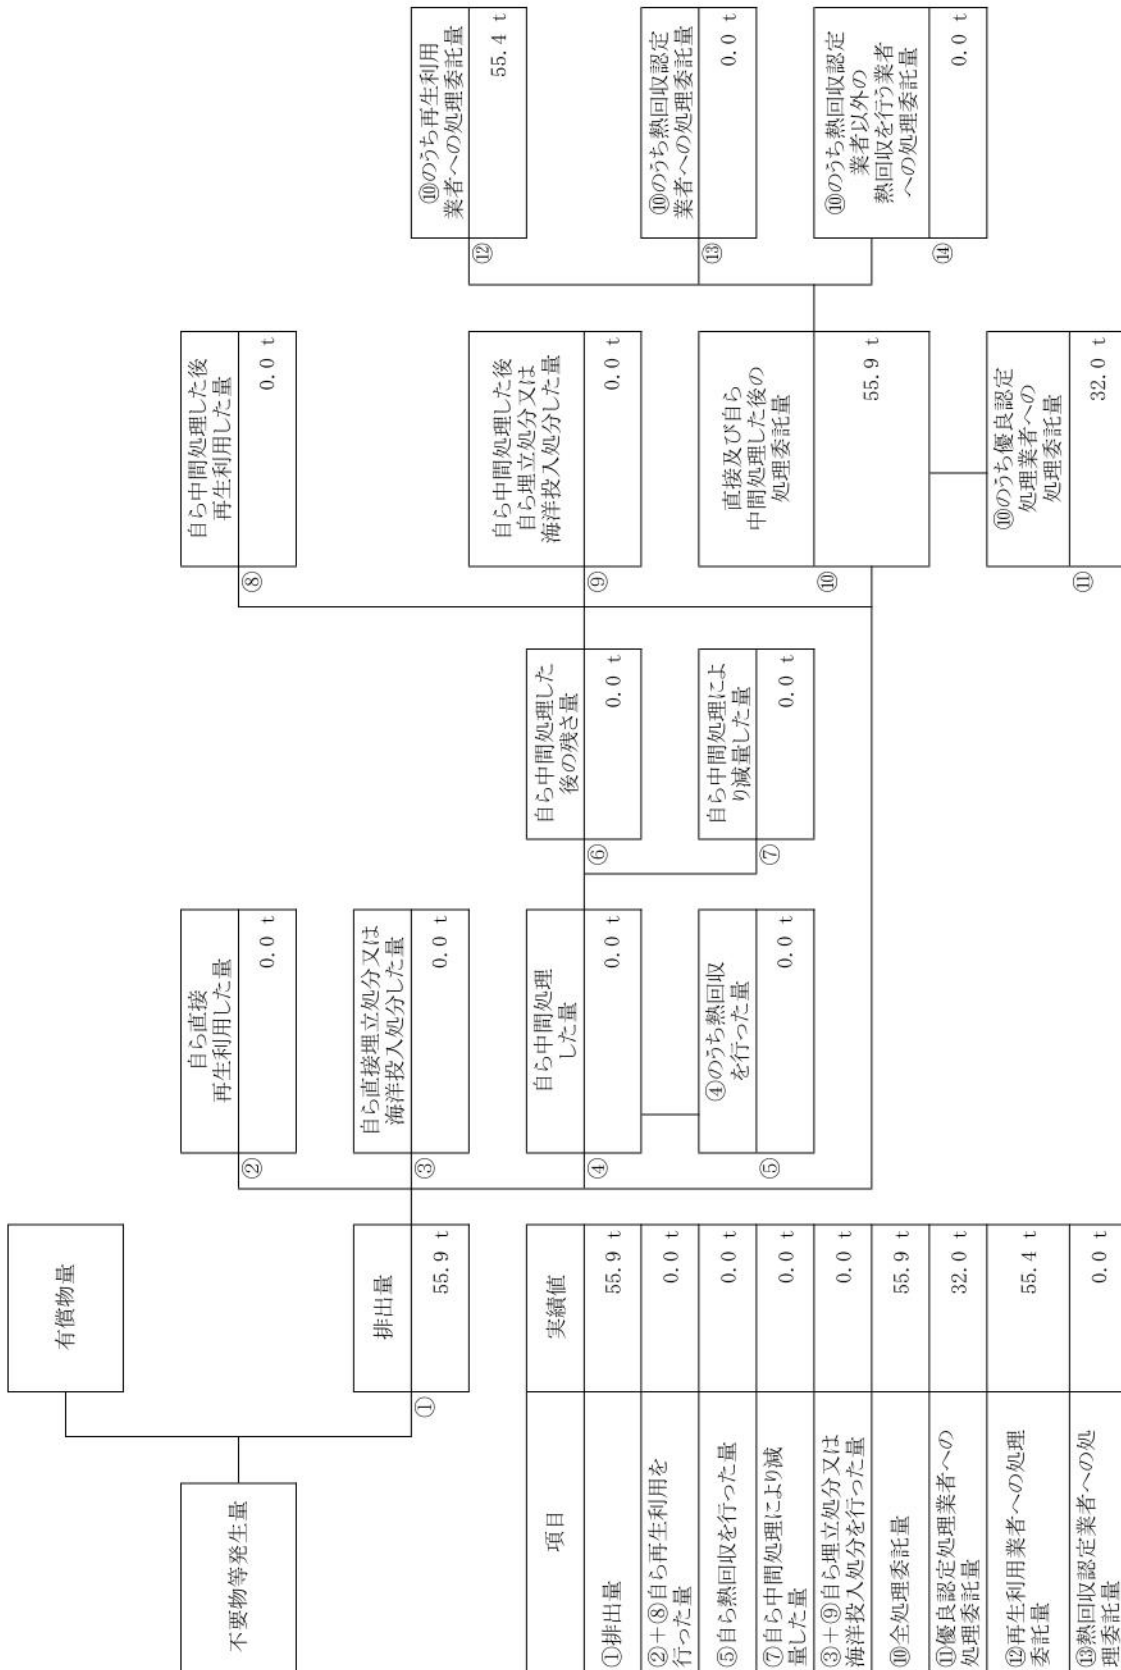 有償物量
不要物等発生量
排出量
①
55.9 t
自ら直接
再生利用した量
②
0.0 t
自ら直接埋立処分又は
海洋投入処分した量
③
0.0 t
自ら中間処理
した量
④
0.0 t
④のうち熱回収
を行った量
⑤
0.0 t
自ら中間処理した
後の残さ量
⑥
0.0 t
自ら中間処理によ
り減量した量
⑦
0.0 t
自ら中間処理した後
再生利用した量
⑧
0.0 t
自ら中間処理した後
自ら埋立処分又は
海洋投入処分した量
⑨
0.0 t
直接及び自ら
中間処理した後の
処理委託量
⑩
55.9 t
⑩のうち優良認定
処理業者への
処理委託量
⑪
32.0 t
⑩のうち再生利用
業者への処理委託量
⑫
55.4 t
⑩のうち熱回収認定
業者への処理委託量
⑬
0.0 t
⑩のうち熱回収認定
業者以外の
熱回収を行う業者
への処理委託量
⑭
0.0 t
項目
実績値
①排出量
55.9 t
②+⑧自ら再生利用を
行った量
0.0 t
⑤自ら熱回収を行った量
0.0 t
⑦自ら中間処理により減
量した量
0.0 t
③+⑨自ら埋立処分又は
海洋投入処分を行った量
0.0 t
⑩全処理委託量
55.9 t
⑪優良認定処理業者への
処理委託量
32.0 t
⑫再生利用業者への処理
委託量
55.4 t
⑬熱回収認定業者への処
理委託量
0.0 t